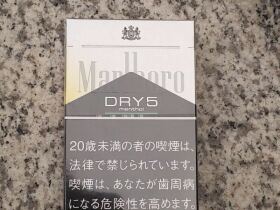 Marlboro
DRY 5
menthol
20歳未満の者の喫煙は、
法律で禁じられています。
喫煙は、あなたが歯周病
になる危険性を高めます。